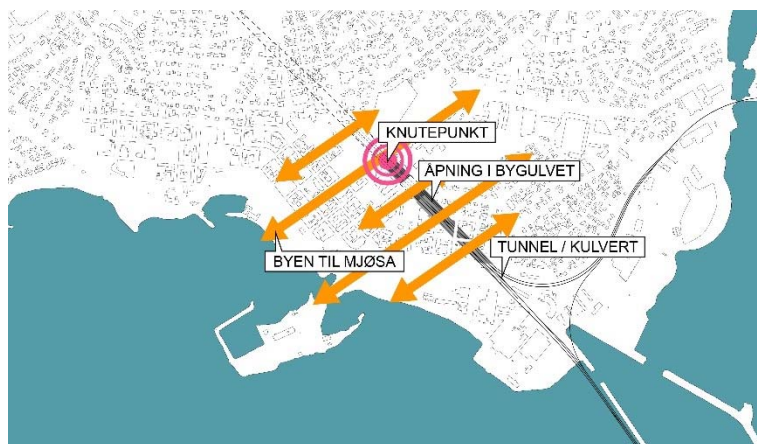 KNUTEPUNKT
ÅPNING I BYGULVET
TUNNEL / KULVERT
BYEN TIL MJØSA